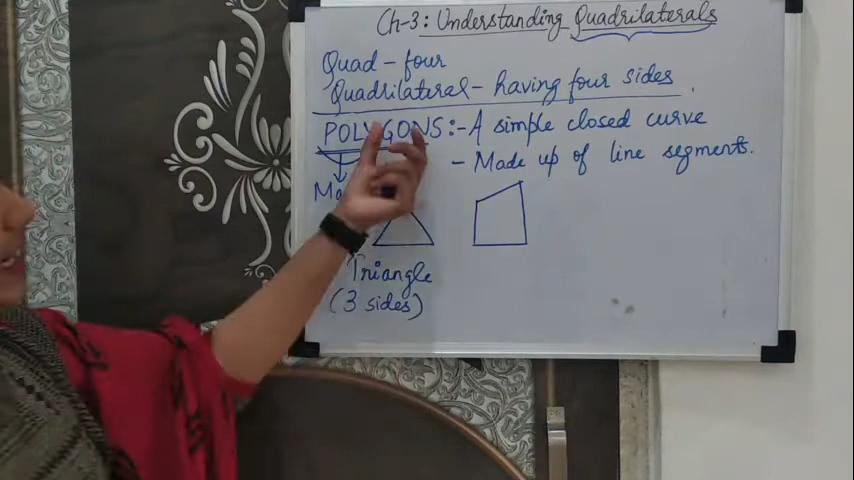 Ch-3: Understanding Quadrilaterals
Quad - four
Quadrilateral - having four sides
POLYGONS :- A simple closed curve
- Made up of line segments.
Triangle
(3 sides)